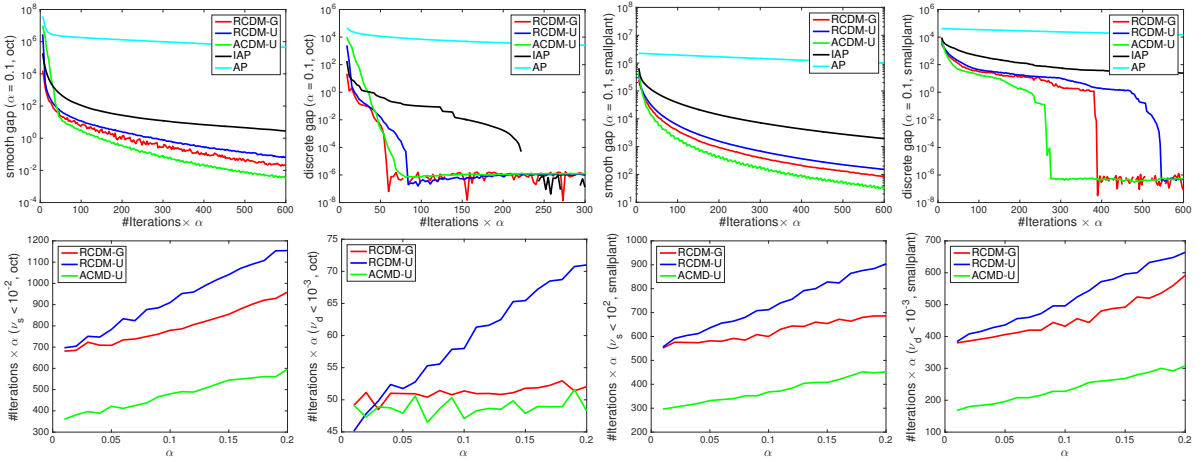 smooth gap (α = 0.1, oct)
10^8
10^6
10^4
10^2
10^0
10^-2
10^-4
0 100 200 300 400 500 600
#Iterations × α
RCDM-G
RCDM-U
ACDM-U
IAP
AP
discrete gap (α = 0.1, oct)
10^6
10^4
10^2
10^0
10^-2
10^-4
10^-6
10^-8
0 50 100 150 200 250 300
#Iterations × α
RCDM-G
RCDM-U
ACDM-U
IAP
AP
smooth gap (α = 0.1, smallplant)
10^9
10^8
10^7
10^6
10^5
10^4
10^3
10^2
10^1
0 100 200 300 400 500 600
#Iterations × α
RCDM-G
RCDM-U
ACDM-U
IAP
AP
discrete gap (α = 0.1, smallplant)
10^6
10^4
10^2
10^0
10^-2
10^-4
10^-6
10^-8
0 100 200 300 400 500 600
#Iterations × α
RCDM-G
RCDM-U
ACDM-U
IAP
AP
#Iterations × α (ν_s < 10^-2, oct)
1200
1100
1000
900
800
700
600
500
400
300
0 0.05 0.1 0.15 0.2
α
RCDM-G
RCDM-U
ACMD-U
#Iterations × α (ν_d < 10^-3, oct)
75
70
65
60
55
50
45
0 0.05 0.1 0.15 0.2
α
RCDM-G
RCDM-U
ACMD-U
#Iterations × α (ν_s < 10^2, smallplant)
1000
900
800
700
600
500
400
300
200
0 0.05 0.1 0.15 0.2
α
RCDM-G
RCDM-U
ACMD-U
#Iterations × α (ν_d < 10^-3, smallplant)
700
600
500
400
300
200
100
0 0.05 0.1 0.15 0.2
α
RCDM-G
RCDM-U
ACMD-U